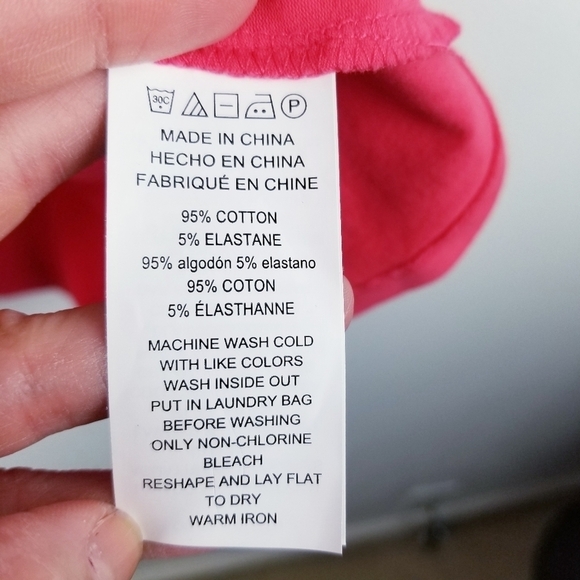 30C P
MADE IN CHINA
HECHO EN CHINA
FABRIQUÉ EN CHINE
95% COTTON
5% ELASTANE
95% algodón 5% elastano
95% COTON
5% ÉLASTHANNE
MACHINE WASH COLD
WITH LIKE COLORS
WASH INSIDE OUT
PUT IN LAUNDRY BAG
BEFORE WASHING
ONLY NON-CHLORINE
BLEACH
RESHAPE AND LAY FLAT
TO DRY
WARM IRON